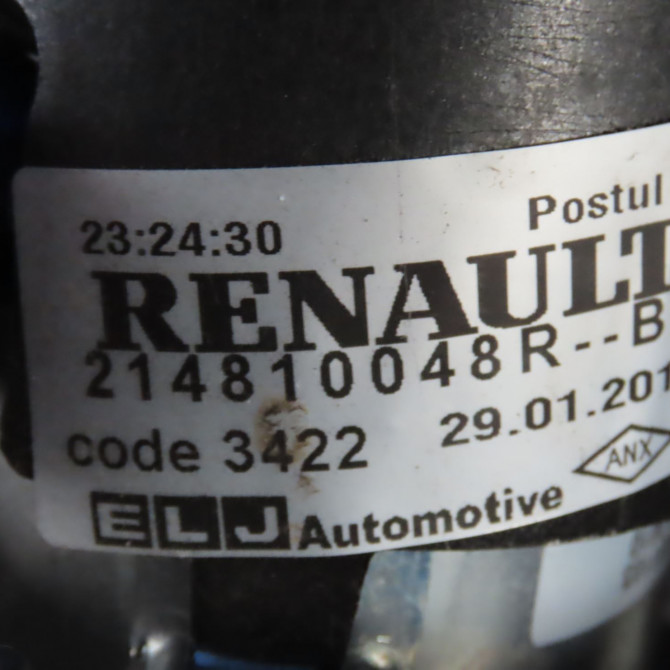 Postul
23:24:30
RENAULT
214810048R--B
code 3422 29.01.201
ANX
ELJ Automotive